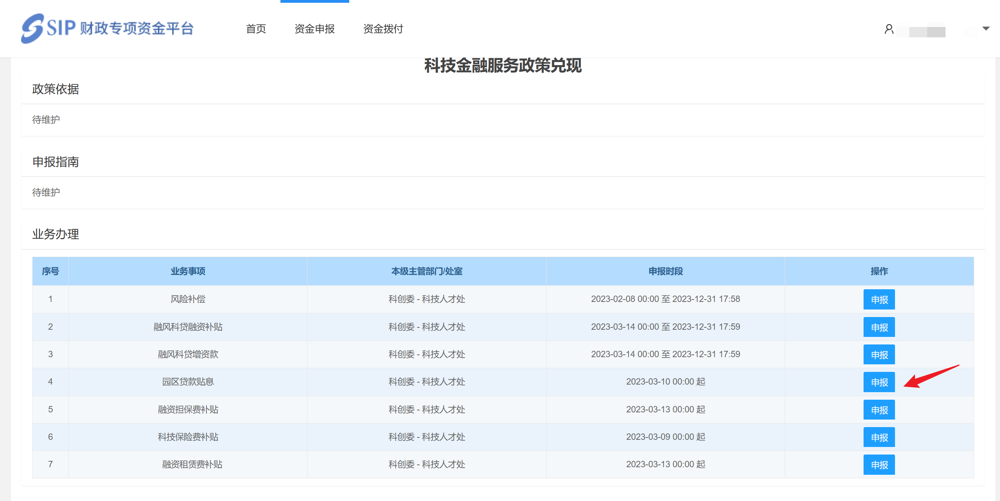 SIP 财政专项资金平台 首页 资金申报 资金拨付
科技金融服务政策兑现
政策依据
待维护
申报指南
待维护
业务办理
序号 业务事项 本级主管部门/处室 申报时段 操作
1 风险补偿 科创委 - 科技人才处 2023-02-08 00:00 至 2023-12-31 17:58 申报
2 融风科贷融资补贴 科创委 - 科技人才处 2023-03-14 00:00 至 2023-12-31 17:59 申报
3 融风科贷增资款 科创委 - 科技人才处 2023-03-14 00:00 至 2023-12-31 17:59 申报
4 园区贷款贴息 科创委 - 科技人才处 2023-03-10 00:00 起 申报
5 融资担保费补贴 科创委 - 科技人才处 2023-03-13 00:00 起 申报
6 科技保险费补贴 科创委 - 科技人才处 2023-03-09 00:00 起 申报
7 融资租赁费补贴 科创委 - 科技人才处 2023-03-13 00:00 起 申报